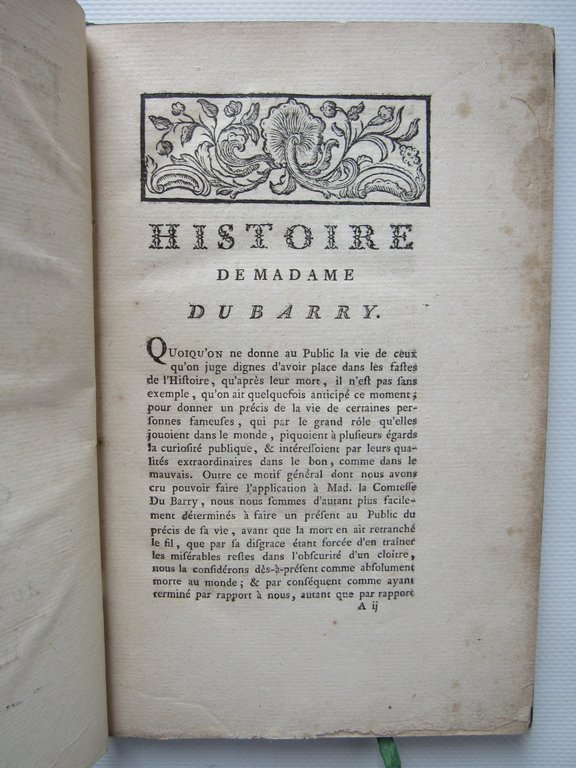 HISTOIRE
DE MADAME
DU BARRY.
QUOIQU'ON ne donne au Public la vie de ceux
qu'on juge dignes d'avoir place dans les fastes
de l'Hiſtoire, qu'après leur mort, il n'eſt pas ſans
exemple, qu'on ait quelquefois anticipé ce moment;
pour donner un précis de la vie de certaines per-
ſonnes fameuſes, qui par le grand rôle qu'elles
jouoient dans le monde, piquoient à pluſieurs égards
la curioſité publique, & intéreſſoient par leurs qua-
lités extraordinaires dans le bon, comme dans le
mauvais. Outre ce motif général dont nous avons
cru pouvoir faire l'application à Mad. la Comteſſe
Du Barry, nous nous ſommes d'autant plus facile-
ment déterminés à faire un préſent au Public du
précis de ſa vie, avant que la mort en ait retranché
le fil, que par ſa diſgrace étant forcée d'en traîner
les miſérables reſtes dans l'obſcurité d'un cloître,
nous la conſidérons dès-à-préſent comme abſolument
morte au monde; & par conſéquent comme ayant
terminé par rapport à nous, autant que par rapport
A ij